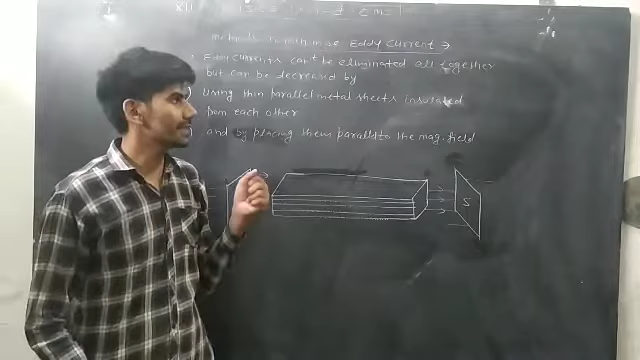 methods to minimise Eddy Current →
Eddy currents can't be eliminated all together
but can be decreased by
using thin parallel metal sheets insulated
from each other
and by placing them parallel to the mag. field
S